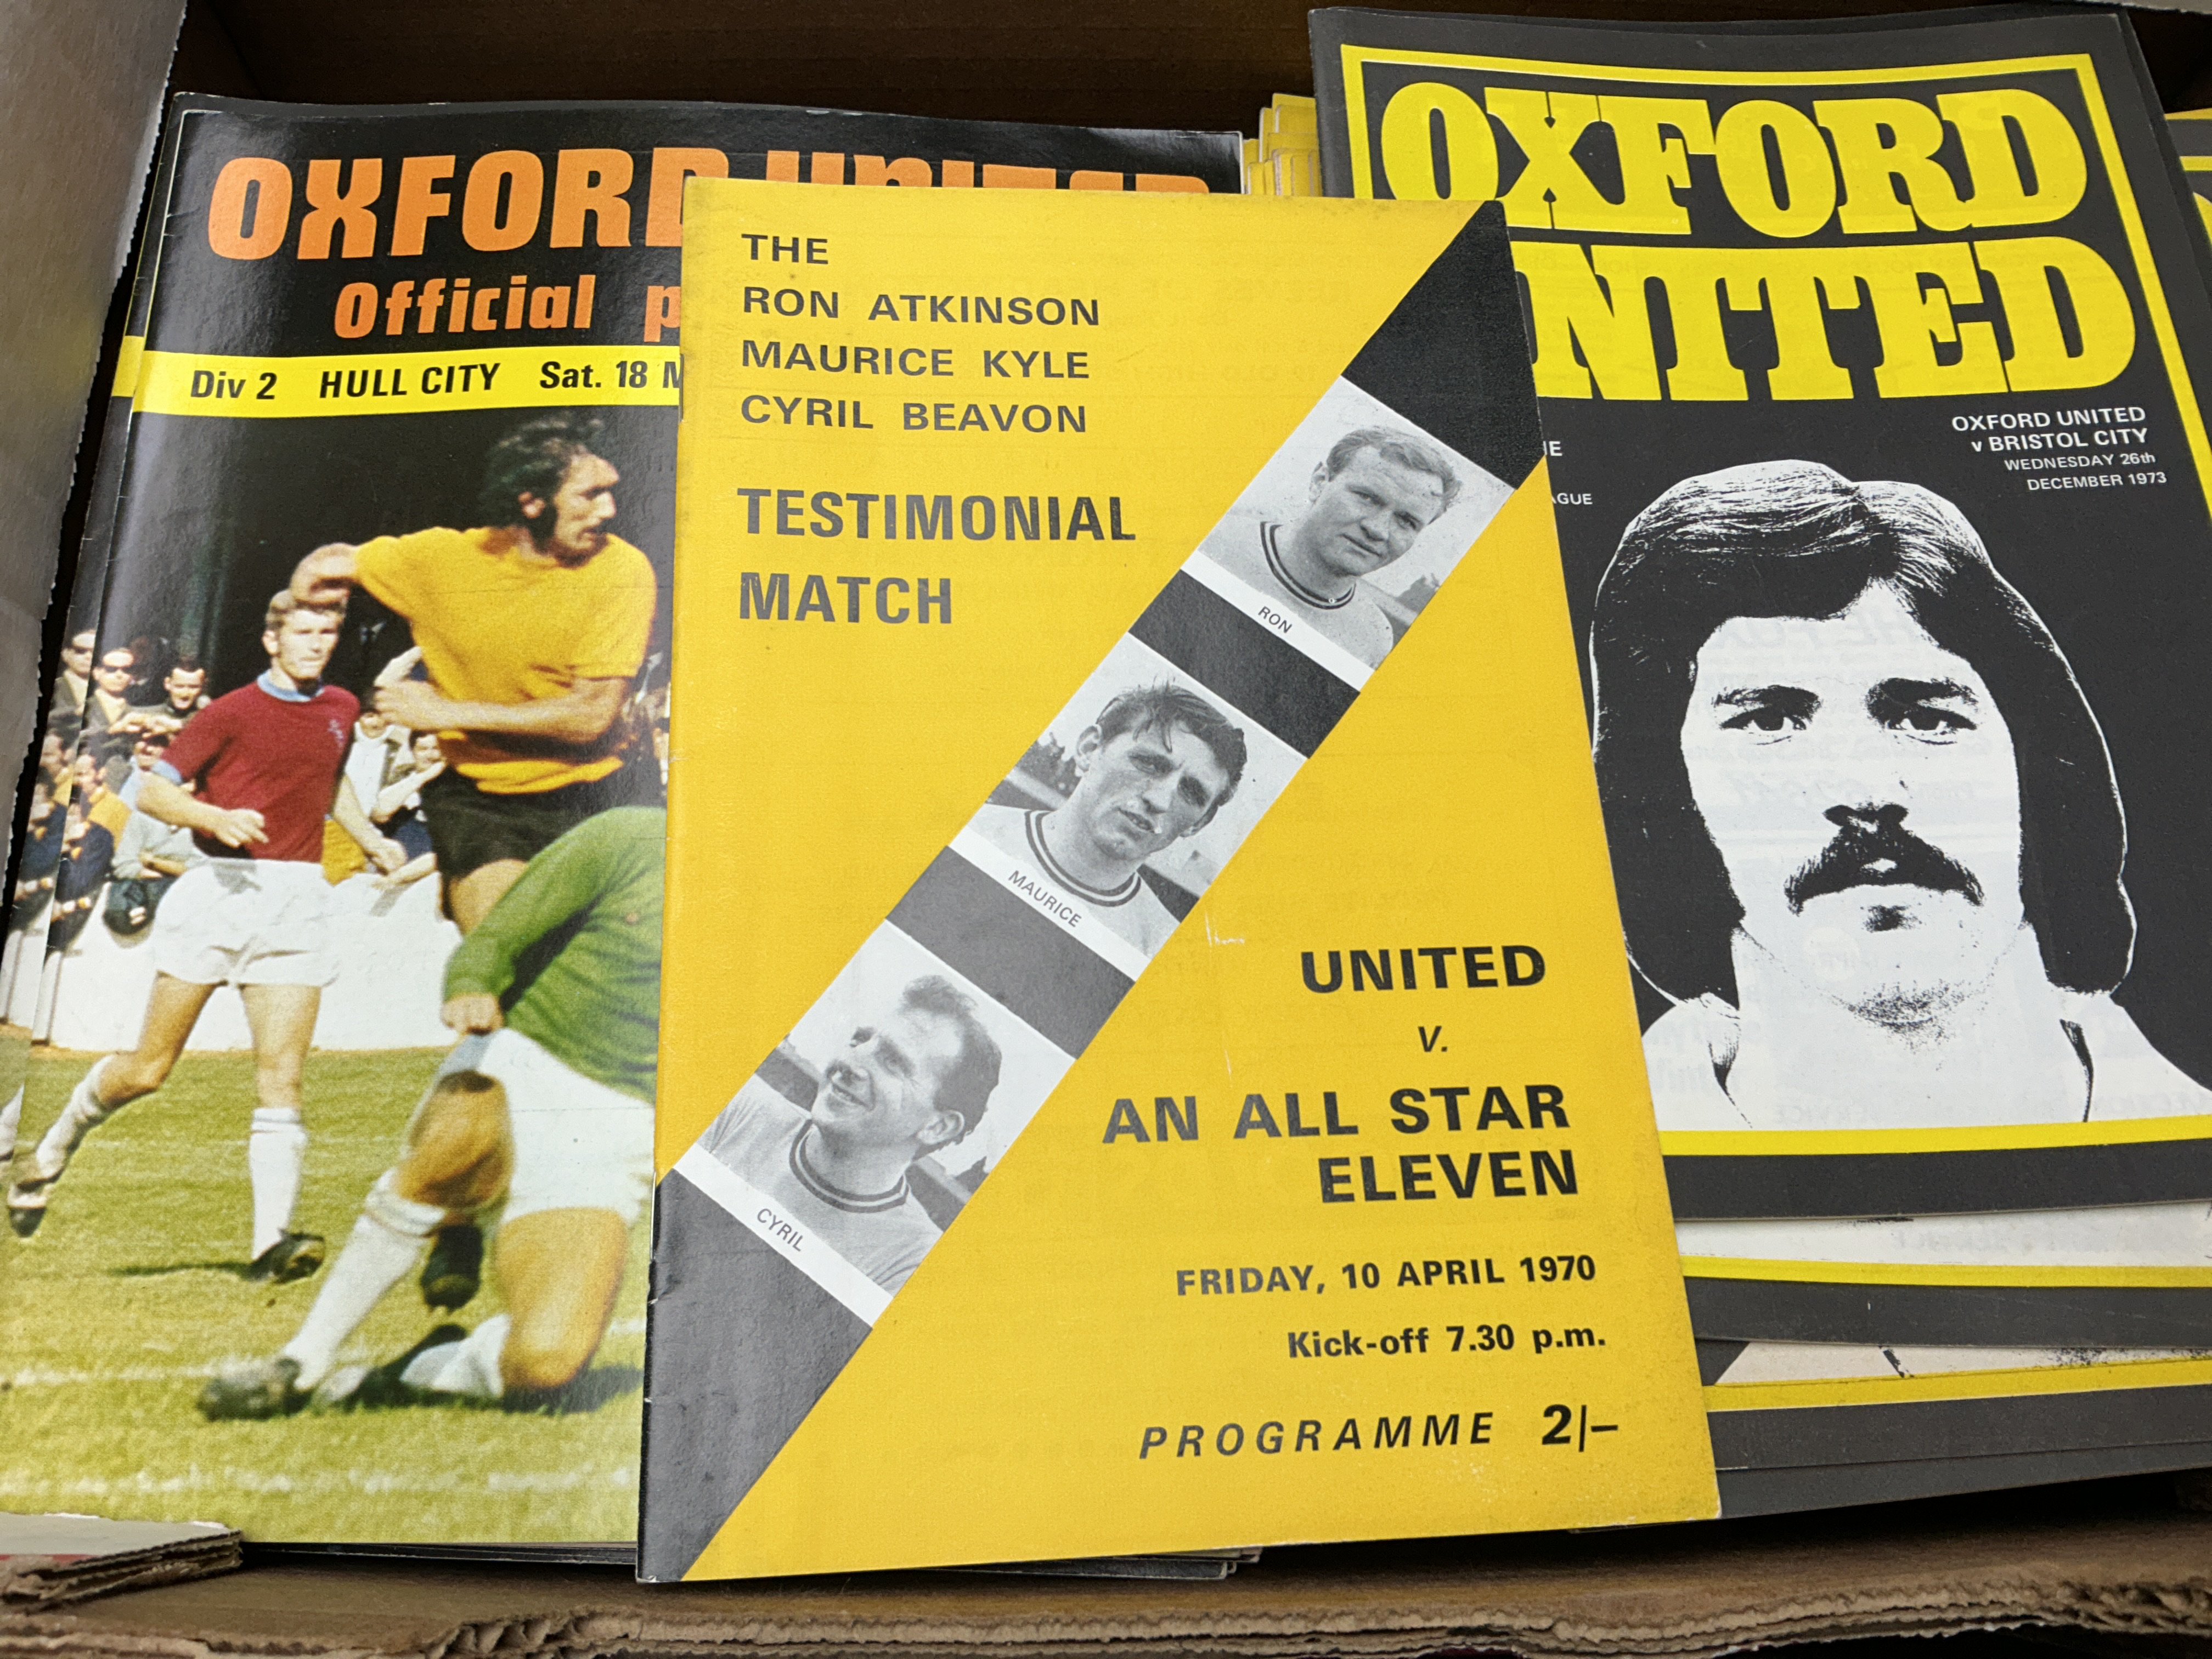 OXFORD UNITED
Official
Div 2 HULL CITY Sat. 18
THE
RON ATKINSON
MAURICE KYLE
CYRIL BEAVON
TESTIMONIAL
MATCH
RON
MAURICE
CYRIL
UNITED
V.
AN ALL STAR
ELEVEN
FRIDAY, 10 APRIL 1970
Kick-off 7.30 p.m.
PROGRAMME 2/-
OXFORD
UNITED
OXFORD UNITED
v BRISTOL CITY
WEDNESDAY 26th
DECEMBER 1973